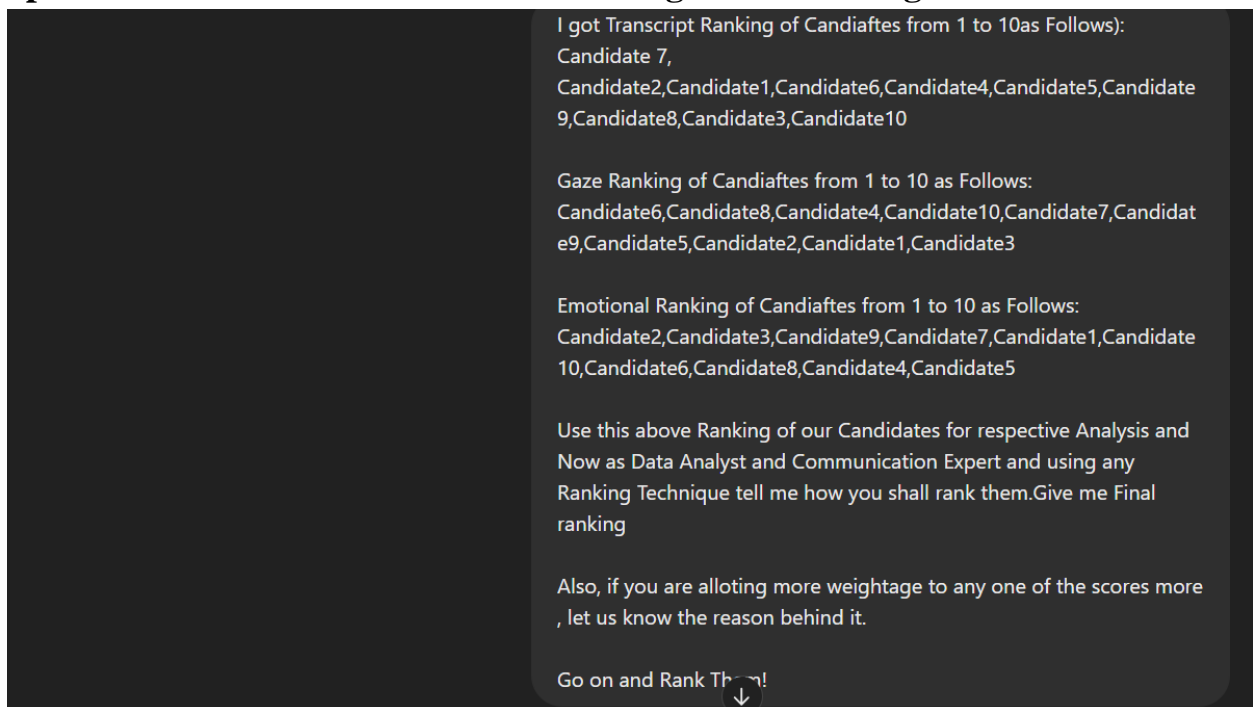 I got Transcript Ranking of Candiaftes from 1 to 10as Follows):
Candidate 7,
Candidate2,Candidate1,Candidate6,Candidate4,Candidate5,Candidate
9,Candidate8,Candidate3,Candidate10
Gaze Ranking of Candiaftes from 1 to 10 as Follows:
Candidate6,Candidate8,Candidate4,Candidate10,Candidate7,Candidat
e9,Candidate5,Candidate2,Candidate1,Candidate3
Emotional Ranking of Candiaftes from 1 to 10 as Follows:
Candidate2,Candidate3,Candidate9,Candidate7,Candidate1,Candidate
10,Candidate6,Candidate8,Candidate4,Candidate5
Use this above Ranking of our Candidates for respective Analysis and
Now as Data Analyst and Communication Expert and using any
Ranking Technique tell me how you shall rank them.Give me Final
ranking
Also, if you are alloting more weightage to any one of the scores more
, let us know the reason behind it.
Go on and Rank Them!